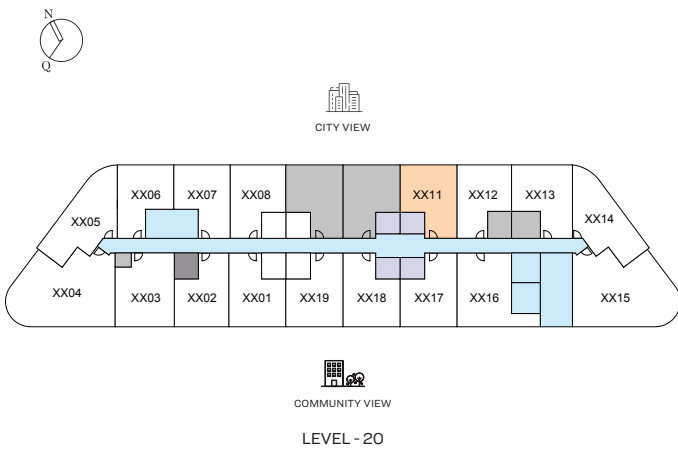 N
Q
CITY VIEW
XX06 XX07 XX08 XX11 XX12 XX13
XX05 XX14
XX04 XX03 XX02 XX01 XX19 XX18 XX17 XX16 XX15
COMMUNITY VIEW
LEVEL - 20